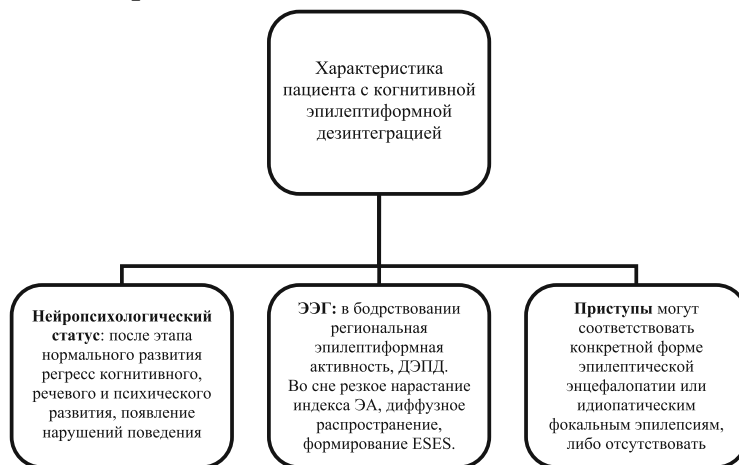 Характеристика
пациента с когнитивной
эпилептиформной
дезинтеграцией
Нейропсихологический
статус: после этапа
нормального развития
регресс когнитивного,
речевого и психического
развития, появление
нарушений поведения
ЭЭГ: в бодрствовании
региональная
эпилептиформная
активность, ДЭПД.
Во сне резкое нарастание
индекса ЭА, диффузное
распространение,
формирование ESES.
Приступы могут
соответствовать
конкретной форме
эпилептической
энцефалопатии или
идиопатическим
фокальным эпилепсиям,
либо отсутствовать